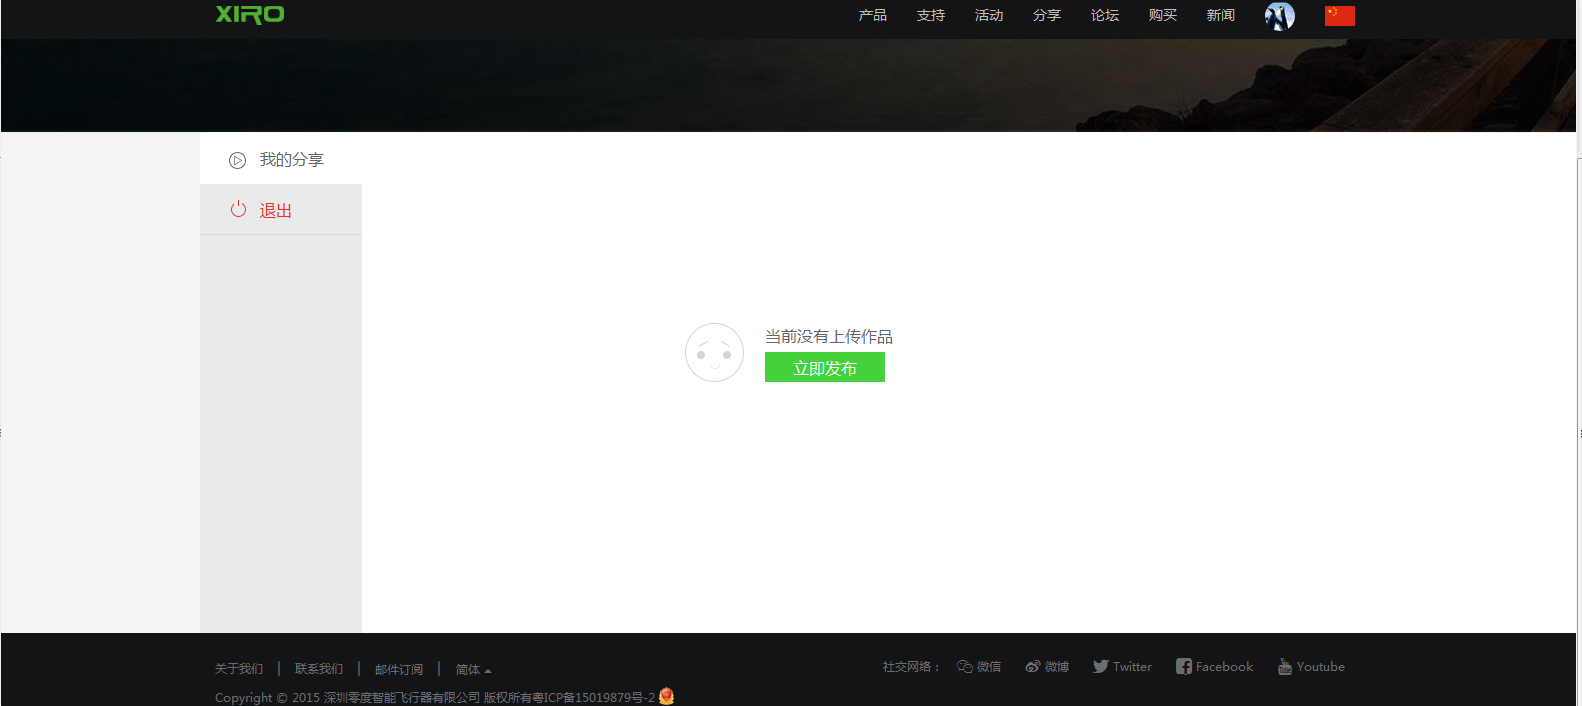 XIRO
产品 支持 活动 分享 论坛 购买 新闻
我的分享
退出
当前没有上传作品
立即发布
关于我们 | 联系我们 | 邮件订阅 | 简体
社交网络： 微信 微博 Twitter Facebook Youtube
Copyright © 2015 深圳零度智能飞行器有限公司 版权所有粤ICP备15019879号-2